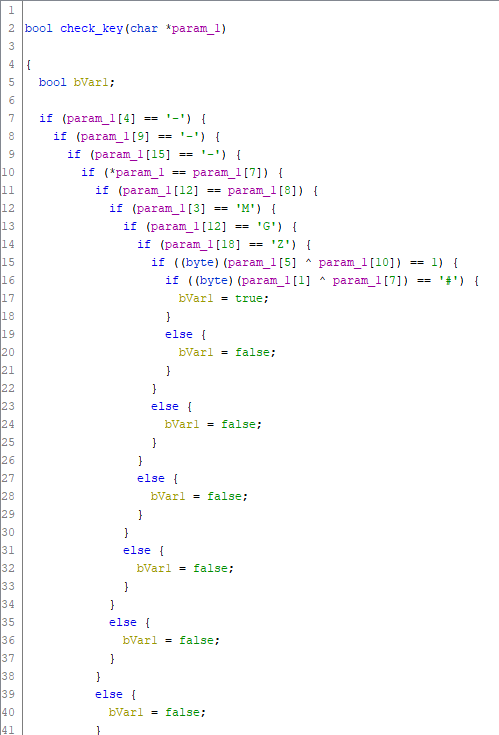 1
2 bool check_key(char *param_1)
3
4 {
5   bool bVar1;
6
7   if (param_1[4] == '-') {
8     if (param_1[9] == '-') {
9       if (param_1[15] == '-') {
10         if (*param_1 == param_1[7]) {
11           if (param_1[12] == param_1[8]) {
12             if (param_1[3] == 'M') {
13               if (param_1[12] == 'G') {
14                 if (param_1[18] == 'Z') {
15                   if ((byte)(param_1[5] ^ param_1[10]) == 1) {
16                     if ((byte)(param_1[1] ^ param_1[7]) == '#') {
17                       bVar1 = true;
18                     }
19                     else {
20                       bVar1 = false;
21                     }
22                   }
23                   else {
24                     bVar1 = false;
25                   }
26                 }
27                 else {
28                   bVar1 = false;
29                 }
30               }
31               else {
32                 bVar1 = false;
33               }
34             }
35             else {
36               bVar1 = false;
37             }
38           }
39           else {
40             bVar1 = false;
41           }